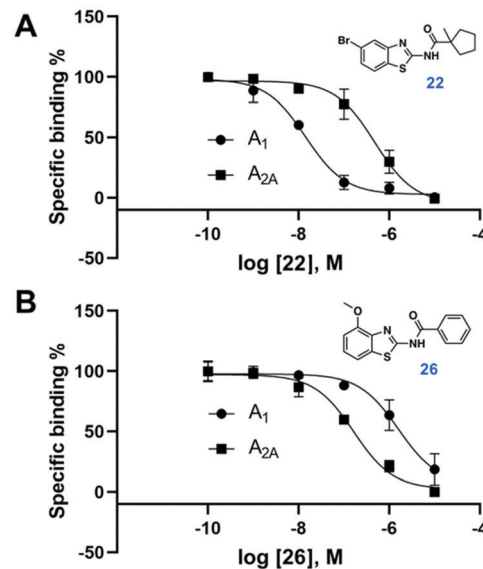 A
150
100
50
0
-50
Specific binding %
Br
N
S
O
NH
22
A1
A2A
-10
-8
-6
-4
log [22], M
B
150
100
50
0
-50
Specific binding %
O
N
S
O
NH
26
A1
A2A
-10
-8
-6
-4
log [26], M